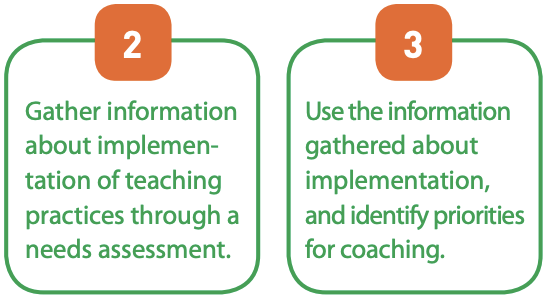 2
Gather information
about implemen-
tation of teaching
practices through a
needs assessment.
3
Use the information
gathered about
implementation,
and identify priorities
for coaching.